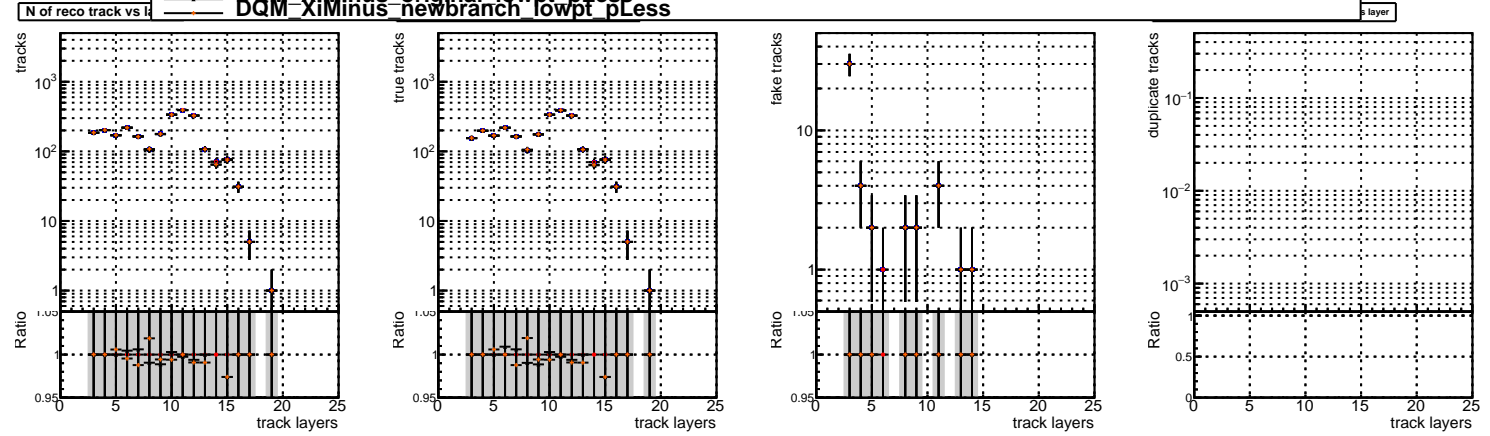 N of reco track vs la
DQM_XiMinus_original_lowpt_pLess
DQM_XiMinus_newbranch_lowpt_pLess
s layer
tracks
10³
10²
10
1
Ratio
1.05
1
0.95
0 5 10 15 20 25
track layers
true tracks
10³
10²
10
1
Ratio
1.05
1
0.95
0 5 10 15 20 25
track layers
fake tracks
10
1
Ratio
1.05
1
0.95
0 5 10 15 20 25
track layers
duplicate tracks
10⁻¹
10⁻²
10⁻³
Ratio
1
0.5
0
0 5 10 15 20 25
track layers